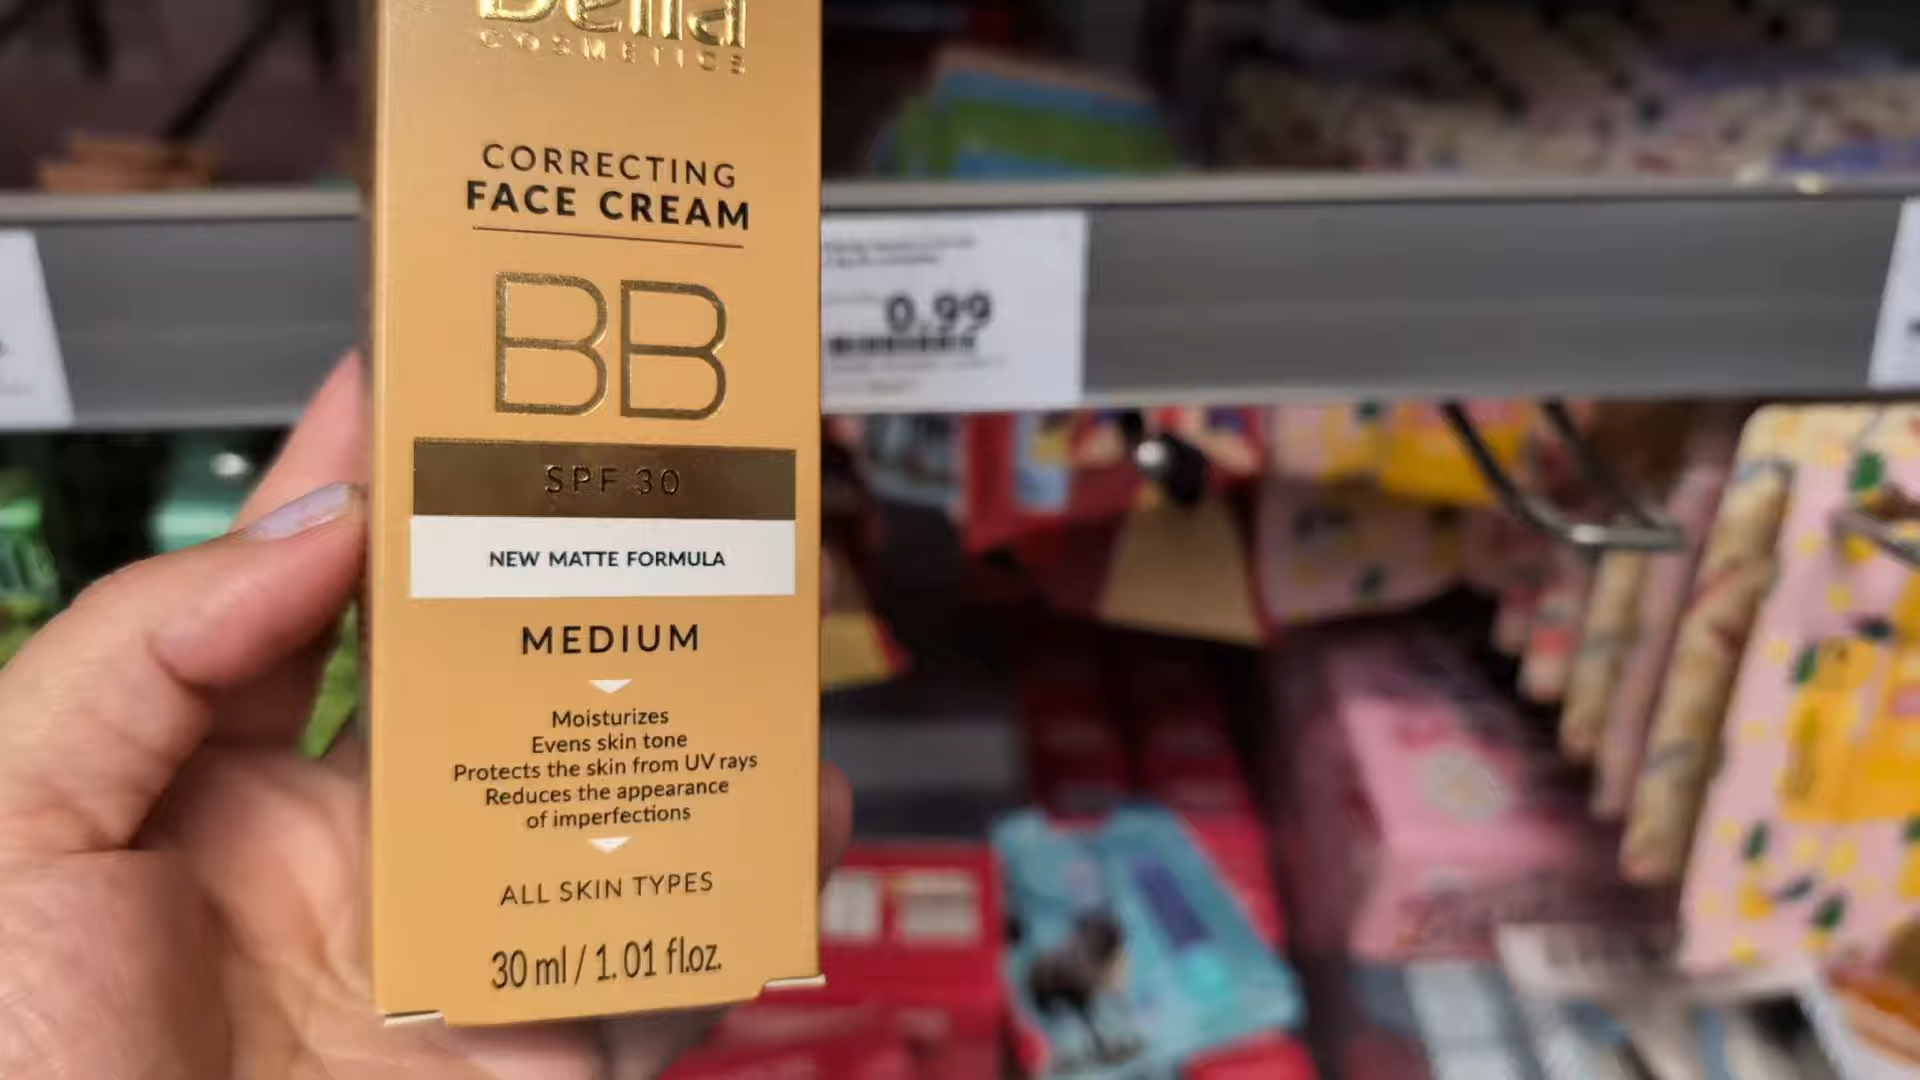 Delia
COSMETICS
CORRECTING
FACE CREAM
BB
SPF 30
NEW MATTE FORMULA
MEDIUM
Moisturizes
Evens skin tone
Protects the skin from UV rays
Reduces the appearance
of imperfections
ALL SKIN TYPES
30 ml / 1.01 fl.oz.
0.99